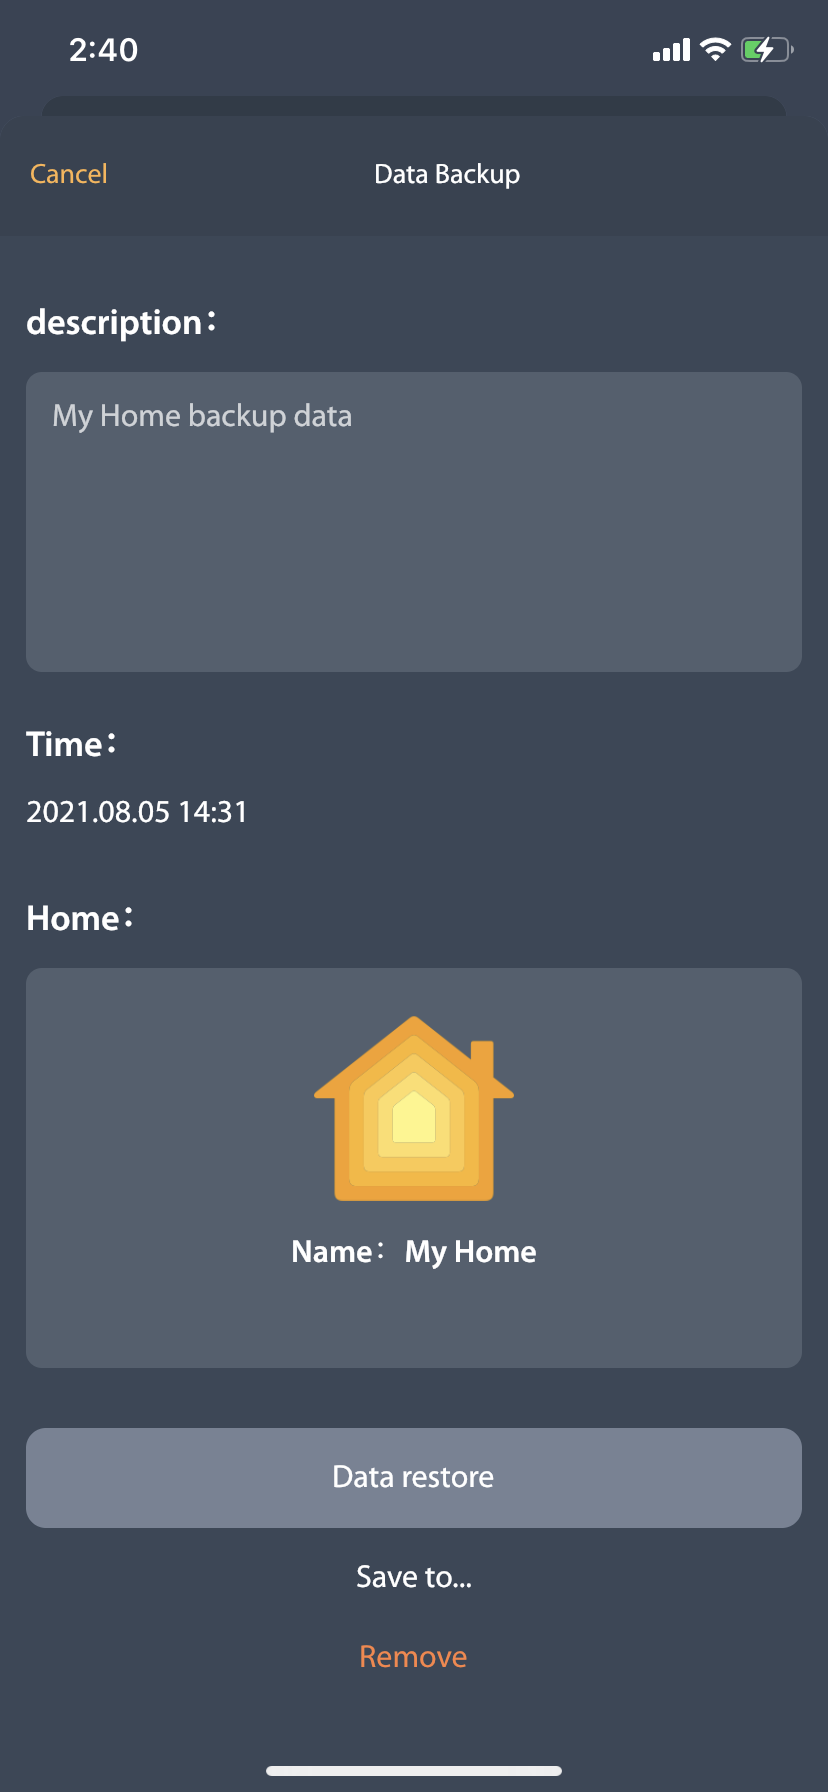 2:40
Cancel
Data Backup
description：
My Home backup data
Time：
2021.08.05 14:31
Home：
Name： My Home
Data restore
Save to...
Remove